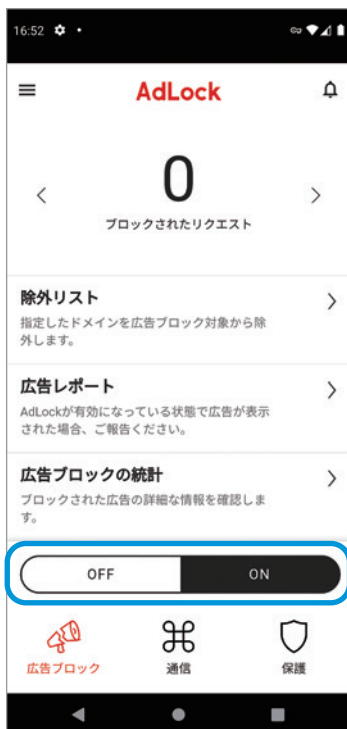 16:52
AdLock
0
ブロックされたリクエスト
除外リスト
指定したドメインを広告ブロック対象から除
外します。
広告レポート
AdLockが有効になっている状態で広告が表示
された場合、ご報告ください。
広告ブロックの統計
ブロックされた広告の詳細な情報を確認しま
す。
OFF ON
広告ブロック 通信 保護